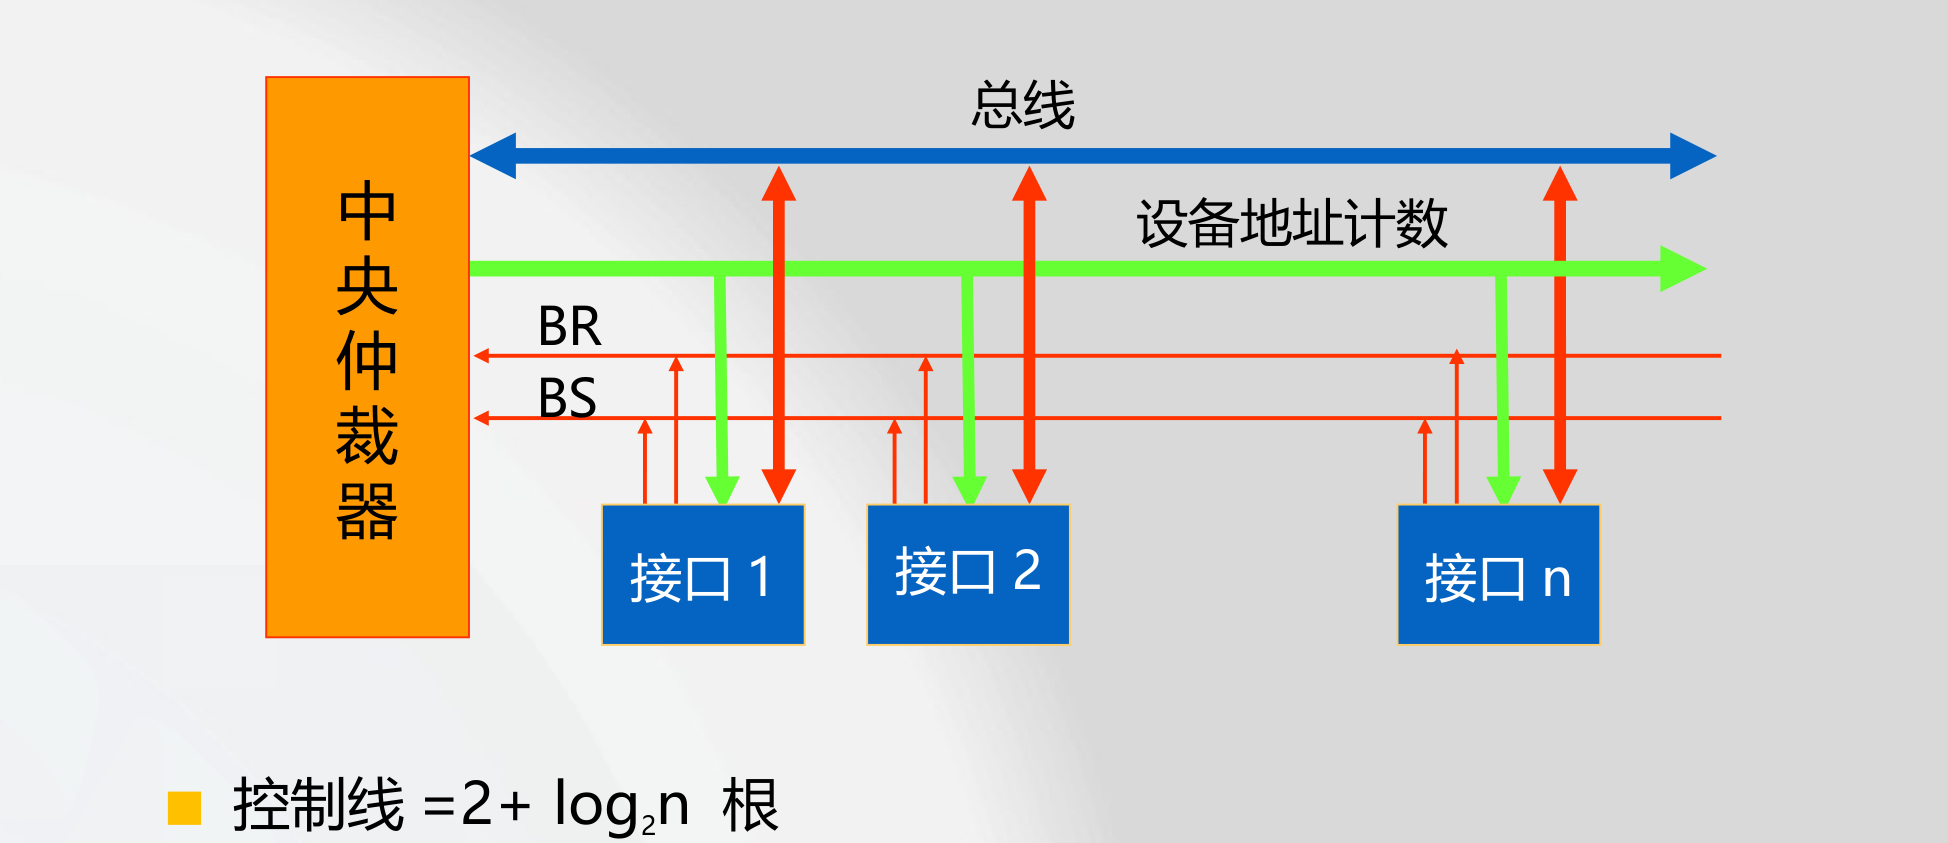 总线
设备地址计数
中央仲裁器
BR
BS
接口 1
接口 2
接口 n
控制线 =2+ log₂n 根